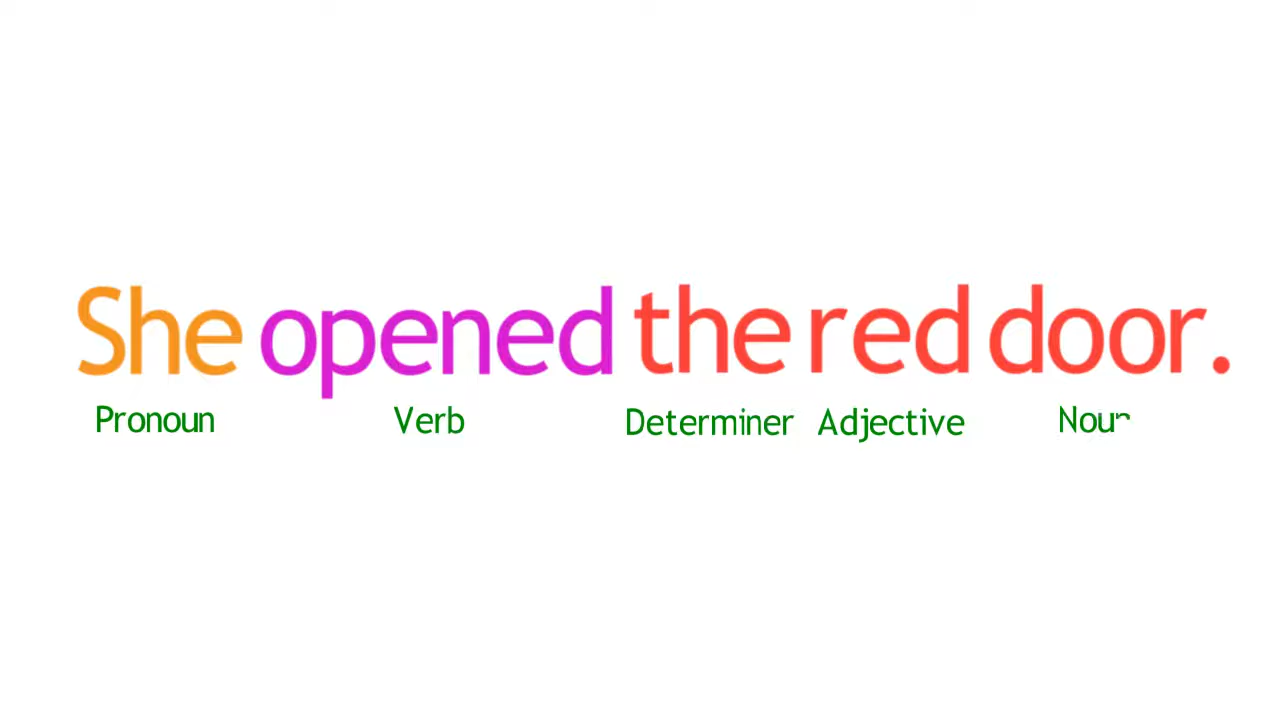 She opened the red door.
Pronoun Verb Determiner Adjective Noun